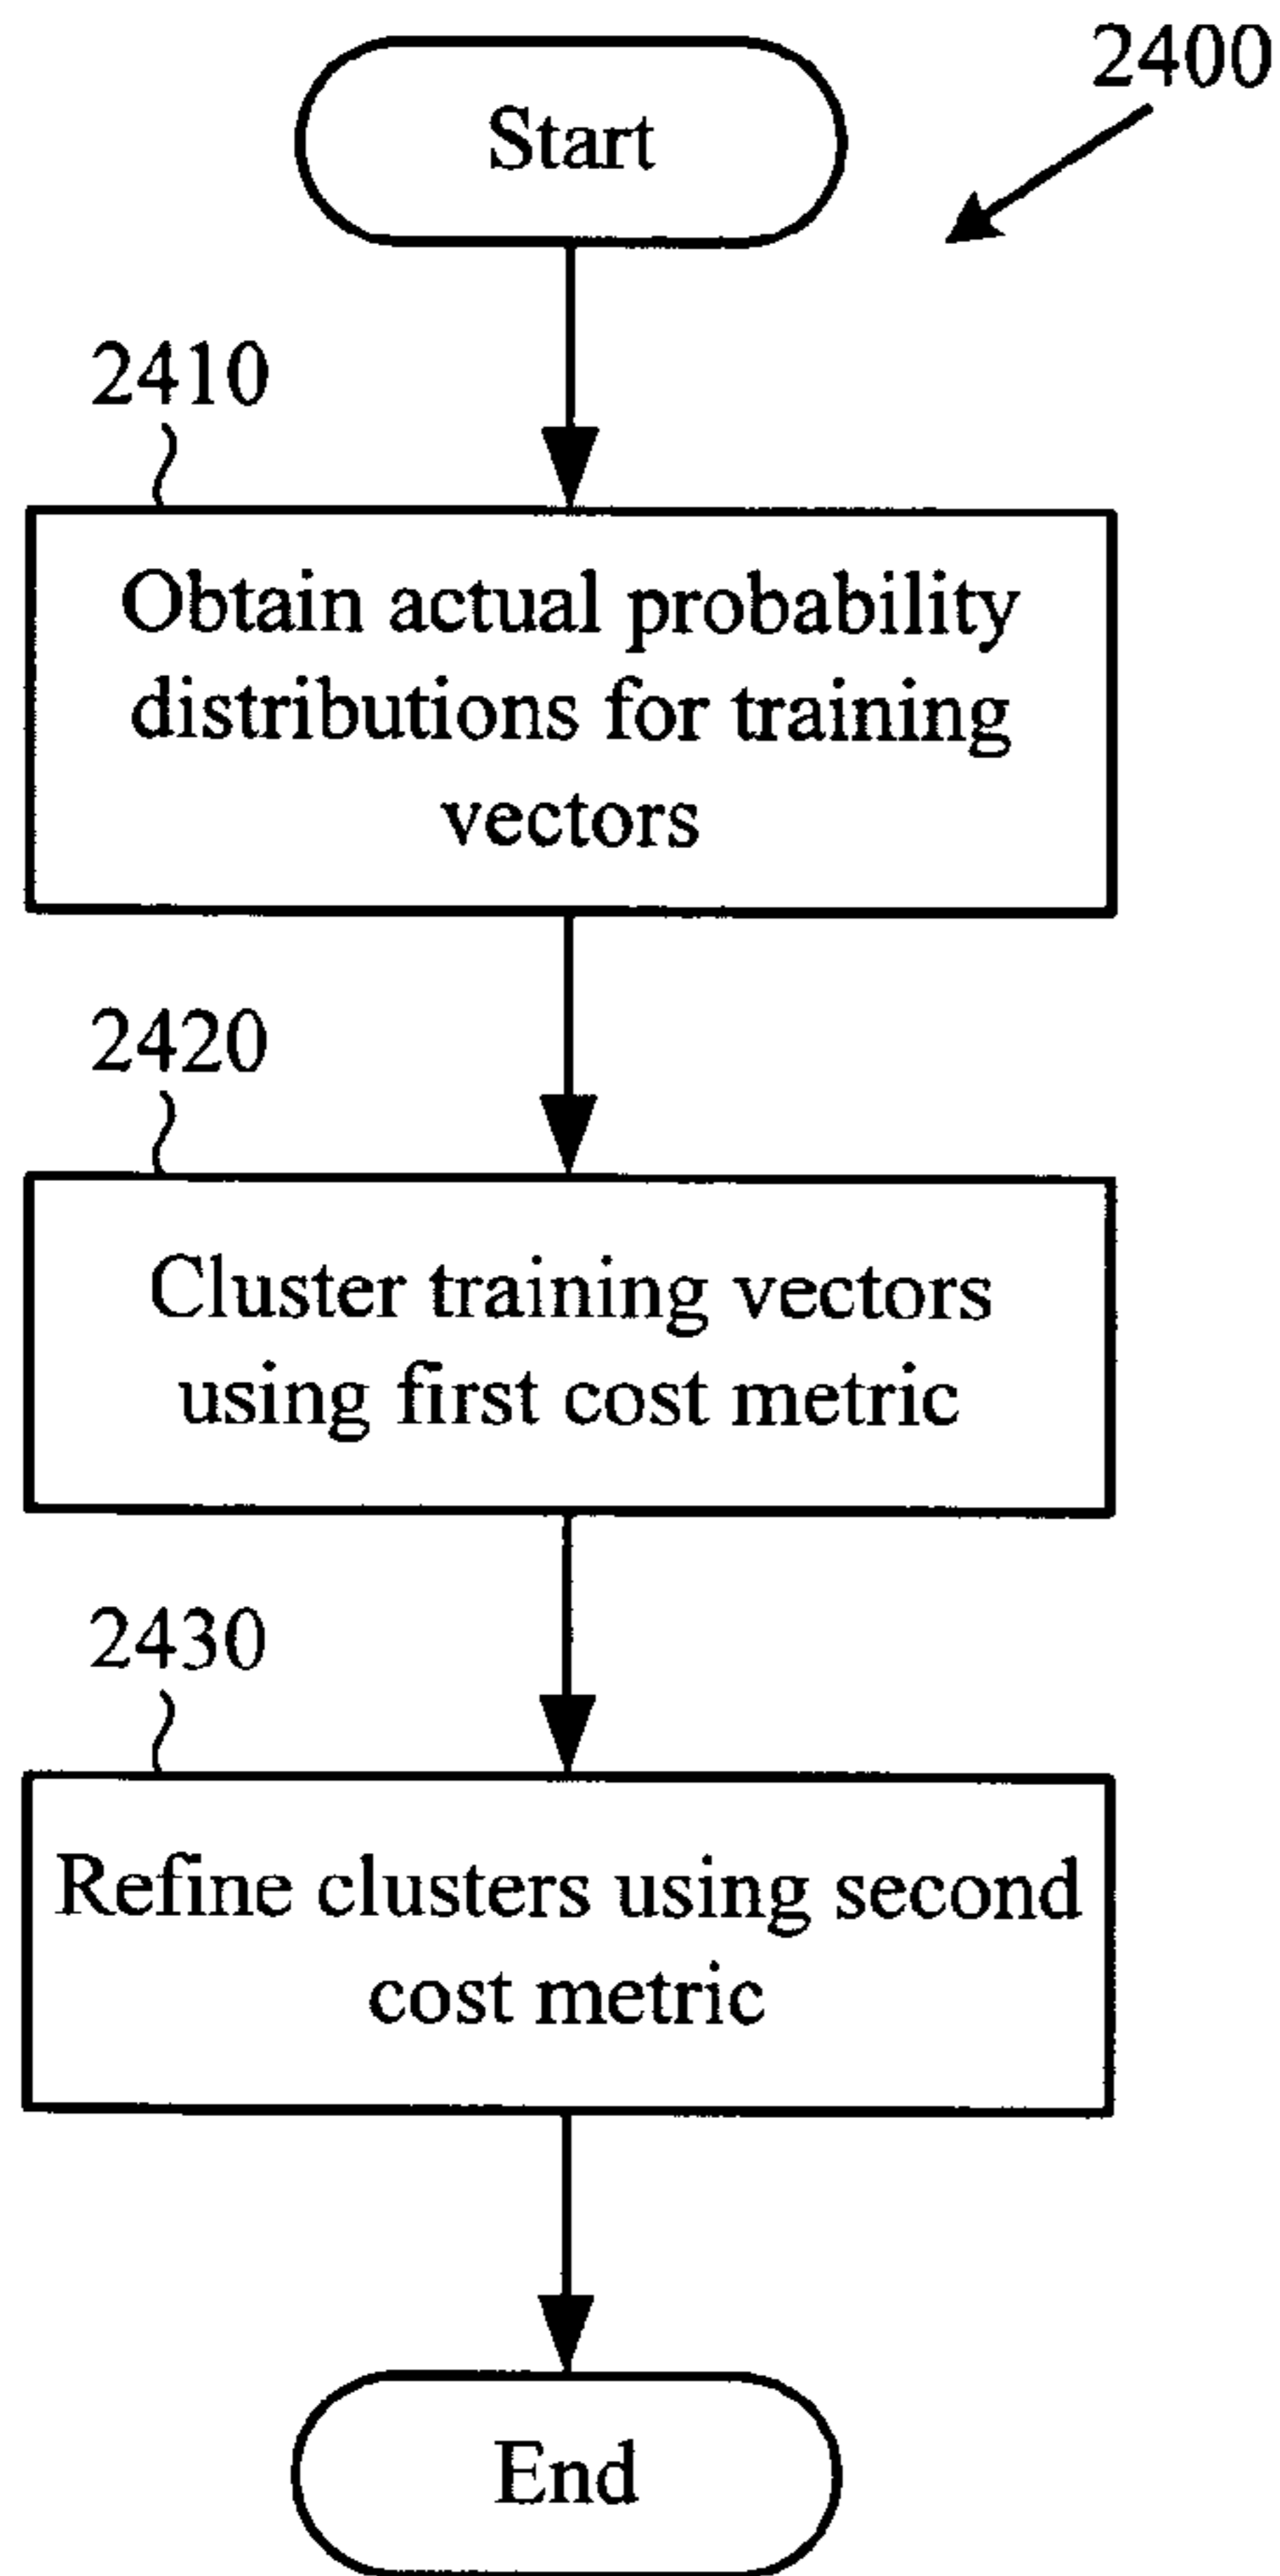 2400
Start
2410
Obtain actual probability
distributions for training
vectors
2420
Cluster training vectors
using first cost metric
2430
Refine clusters using second
cost metric
End